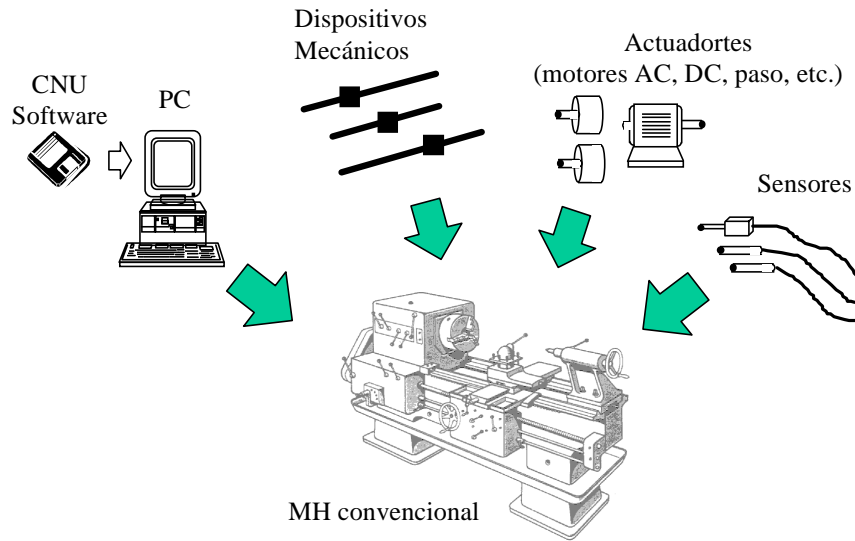 CNU
Software
PC
Dispositivos
Mecánicos
Actuadortes
(motores AC, DC, paso, etc.)
Sensores
MH convencional